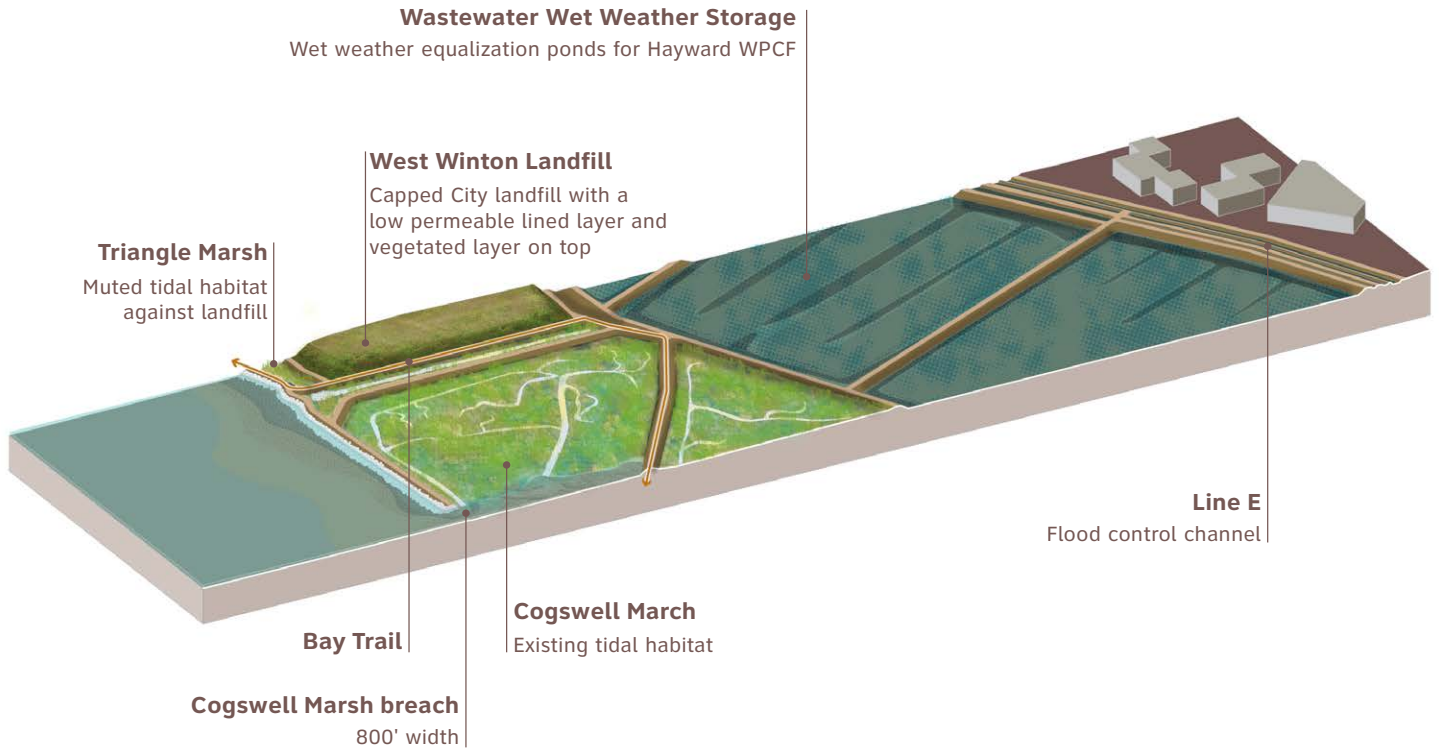 Wastewater Wet Weather Storage
Wet weather equalization ponds for Hayward WPCF
West Winton Landfill
Capped City landfill with a
low permeable lined layer and
vegetated layer on top
Triangle Marsh
Muted tidal habitat
against landfill
Line E
Flood control channel
Cogswell March
Existing tidal habitat
Bay Trail
Cogswell Marsh breach
800' width